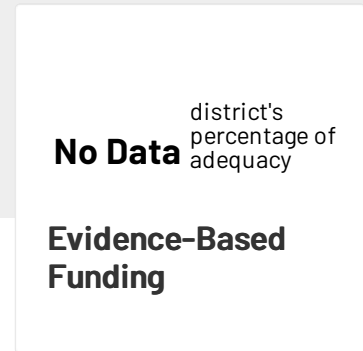 No Data
district's
percentage of
adequacy
Evidence-Based
Funding